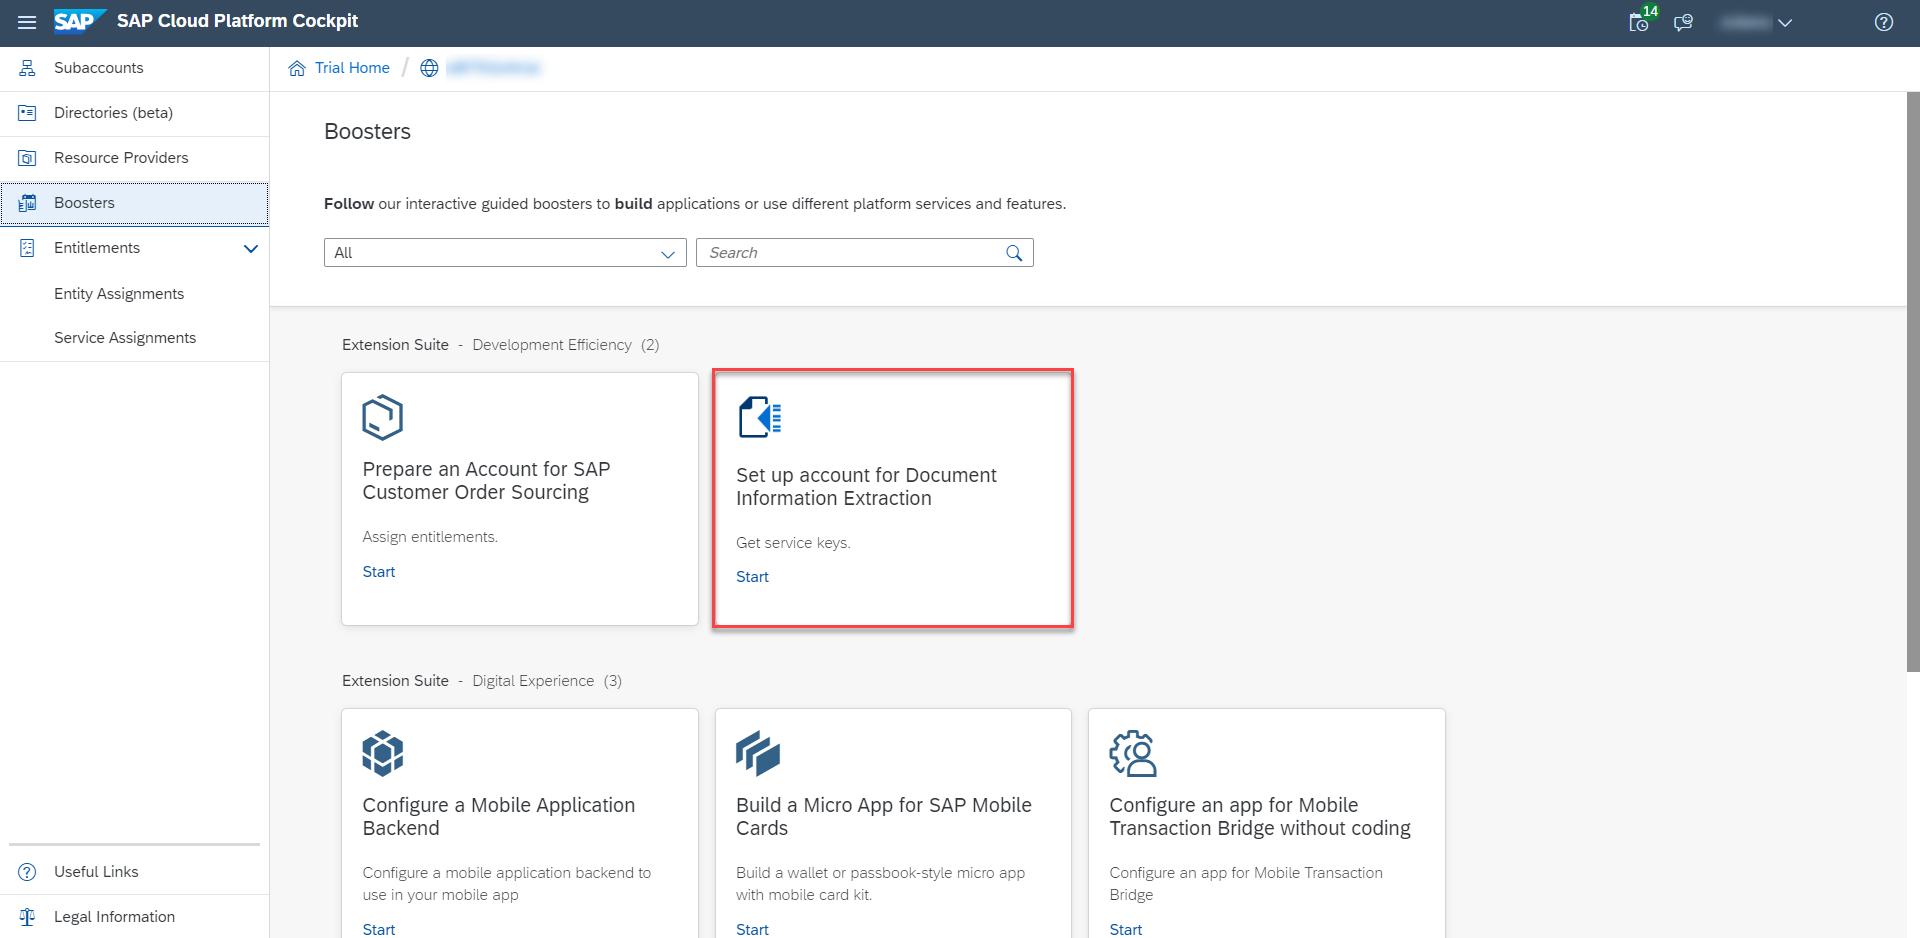 SAP SAP Cloud Platform Cockpit
14
Subaccounts
Directories (beta)
Resource Providers
Boosters
Entitlements
Entity Assignments
Service Assignments
Useful Links
Legal Information
Trial Home /
Boosters
Follow our interactive guided boosters to build applications or use different platform services and features.
All
Search
Extension Suite - Development Efficiency (2)
Prepare an Account for SAP
Customer Order Sourcing
Assign entitlements.
Start
Set up account for Document
Information Extraction
Get service keys.
Start
Extension Suite - Digital Experience (3)
Configure a Mobile Application
Backend
Configure a mobile application backend to
use in your mobile app
Start
Build a Micro App for SAP Mobile
Cards
Build a wallet or passbook-style micro app
with mobile card kit.
Start
Configure an app for Mobile
Transaction Bridge without coding
Configure an app for Mobile Transaction
Bridge
Start